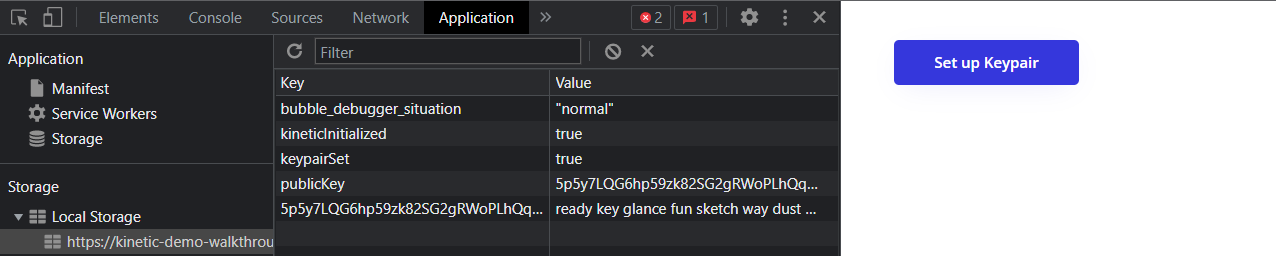 Elements Console Sources Network Application » 2 1
Application
Manifest
Service Workers
Storage
Storage
Local Storage
https://kinetic-demo-walkthrou
Filter
Key Value
bubble_debugger_situation "normal"
kineticInitialized true
keypairSet true
publicKey 5p5y7LQG6hp59zk82SG2gRWoPLhQq...
5p5y7LQG6hp59zk82SG2gRWoPLhQq... ready key glance fun sketch way dust ...
Set up Keypair